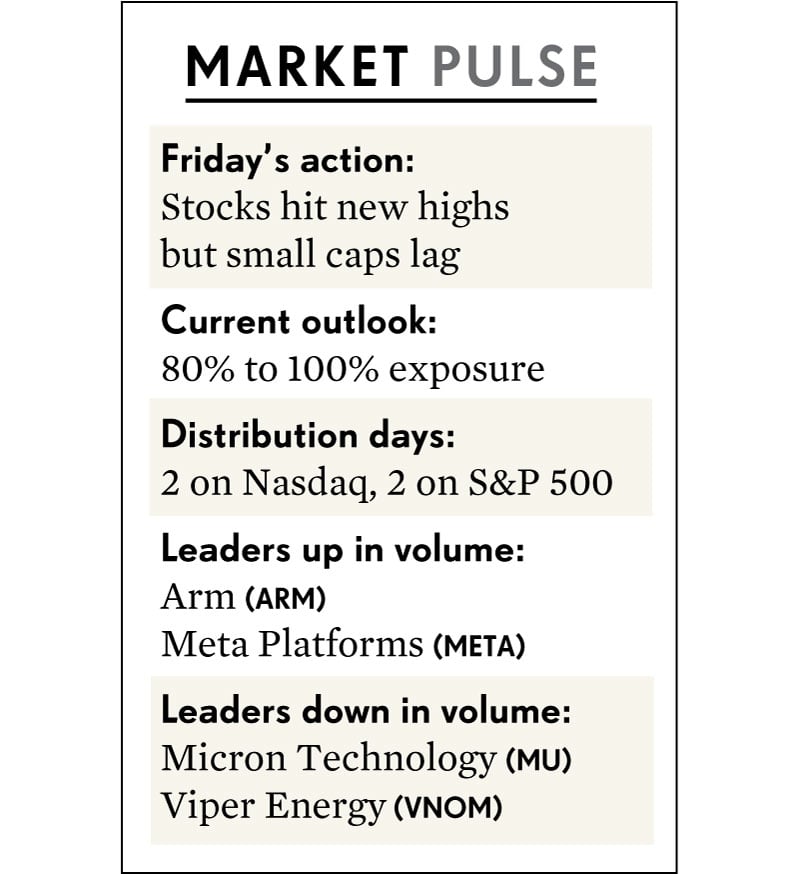 MARKET PULSE
Friday’s action:
Stocks hit new highs
but small caps lag
Current outlook:
80% to 100% exposure
Distribution days:
2 on Nasdaq, 2 on S&P 500
Leaders up in volume:
Arm (ARM)
Meta Platforms (META)
Leaders down in volume:
Micron Technology (MU)
Viper Energy (VNOM)